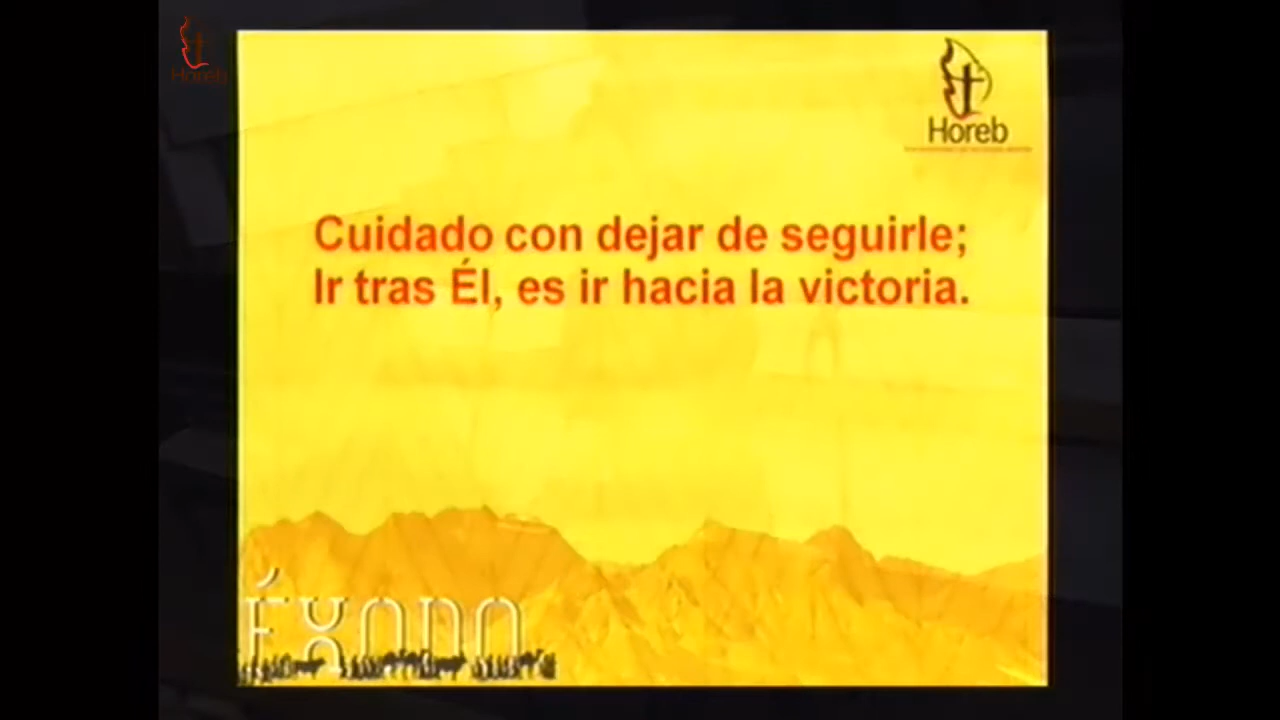 Horeb
Horeb
Cuidado con dejar de seguirle;
Ir tras Él, es ir hacia la victoria.
ÉXODO